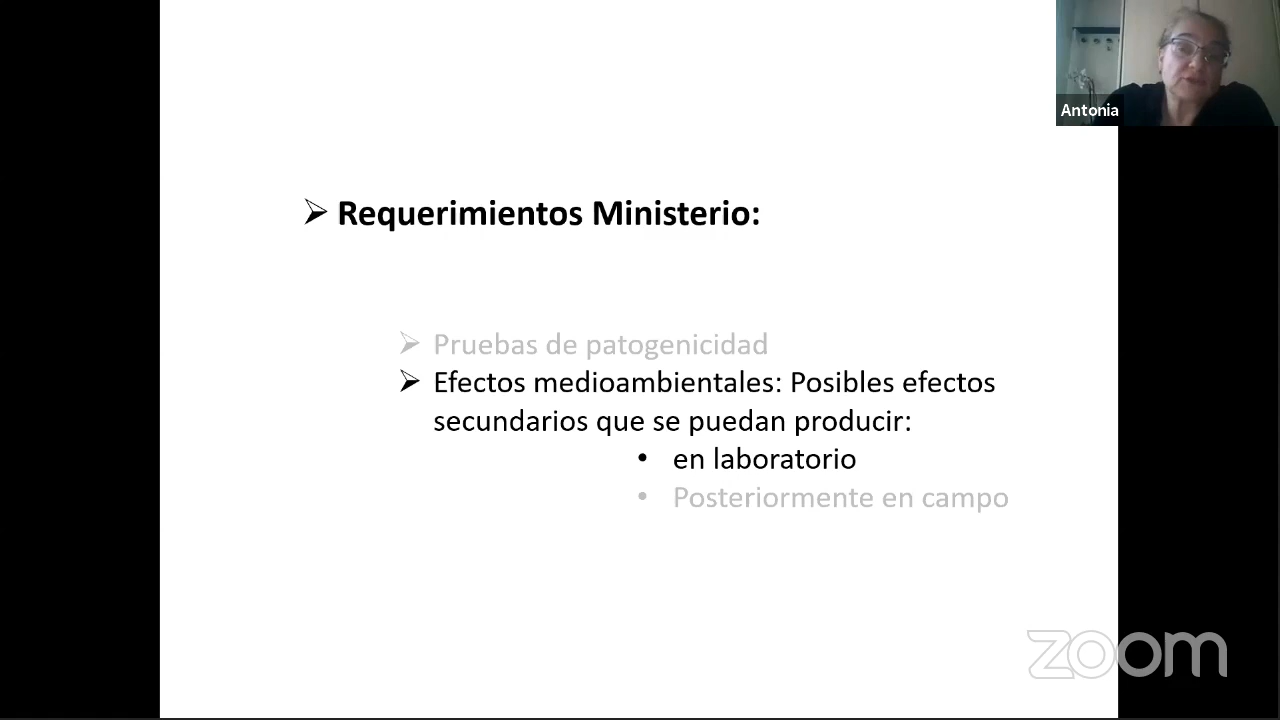 Antonia
Requerimientos Ministerio:
Pruebas de patogenicidad
Efectos medioambientales: Posibles efectos
secundarios que se puedan producir:
• en laboratorio
• Posteriormente en campo
zoom